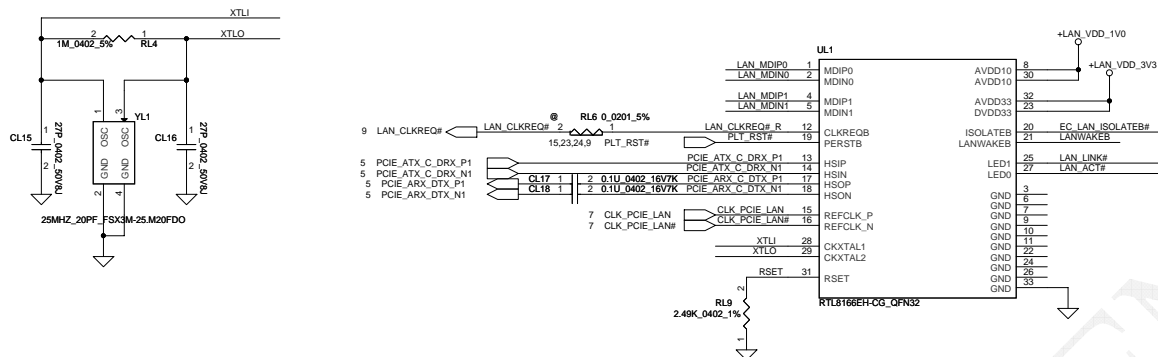 XTLI
XTLO
2 1
1M_0402_5% RL4
1 3
OSC OSC
YL1
GND GND
2 4
CL15
1
2
27P_0402_50V8J
CL16
1
2
27P_0402_50V8J
25MHZ_20PF_FSX3M-25.M20FDO
UL1
LAN_MDIP0 1 MDIP0
LAN_MDIN0 2 MDIN0
LAN_MDIP1 4 MDIP1
LAN_MDIN1 5 MDIN1
@ RL6 0_0201_5%
9 LAN_CLKREQ# LAN_CLKREQ# 2 1 LAN_CLKREQ#_R 12 CLKREQB
15,23,24,9 PLT_RST# PLT_RST# 19 PERSTB
5 PCIE_ATX_C_DRX_P1 PCIE_ATX_C_DRX_P1 13 HSIP
5 PCIE_ATX_C_DRX_N1 PCIE_ATX_C_DRX_N1 14 HSIN
5 PCIE_ARX_DTX_P1 CL17 1 2 0.1U_0402_16V7K PCIE_ARX_C_DTX_P1 17 HSOP
5 PCIE_ARX_DTX_N1 CL18 1 2 0.1U_0402_16V7K PCIE_ARX_C_DTX_N1 18 HSON
7 CLK_PCIE_LAN CLK_PCIE_LAN 15 REFCLK_P
7 CLK_PCIE_LAN# CLK_PCIE_LAN# 16 REFCLK_N
XTLI 28 CKXTAL1
XTLO 29 CKXTAL2
RSET 31 RSET
RL9
2.49K_0402_1%
2
1
RTL8166EH-CG_QFN32
+LAN_VDD_1V0
+LAN_VDD_3V3
AVDD10 8
AVDD10 30
AVDD33 32
DVDD33 23
ISOLATEB 20 EC_LAN_ISOLATEB#
LANWAKEB 21 LANWAKEB
LED1 25 LAN_LINK#
LED0 27 LAN_ACT#
GND 3
GND 6
GND 7
GND 9
GND 10
GND 11
GND 22
GND 24
GND 26
GND 33